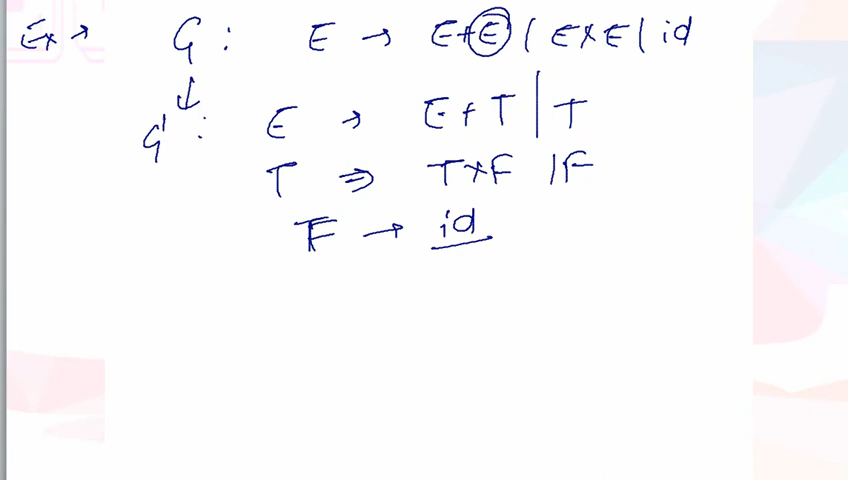 Ex → G : E → E+E | E*E | id
↓
G' : E → E + T | T
T ⇒ T*F | F
F → id